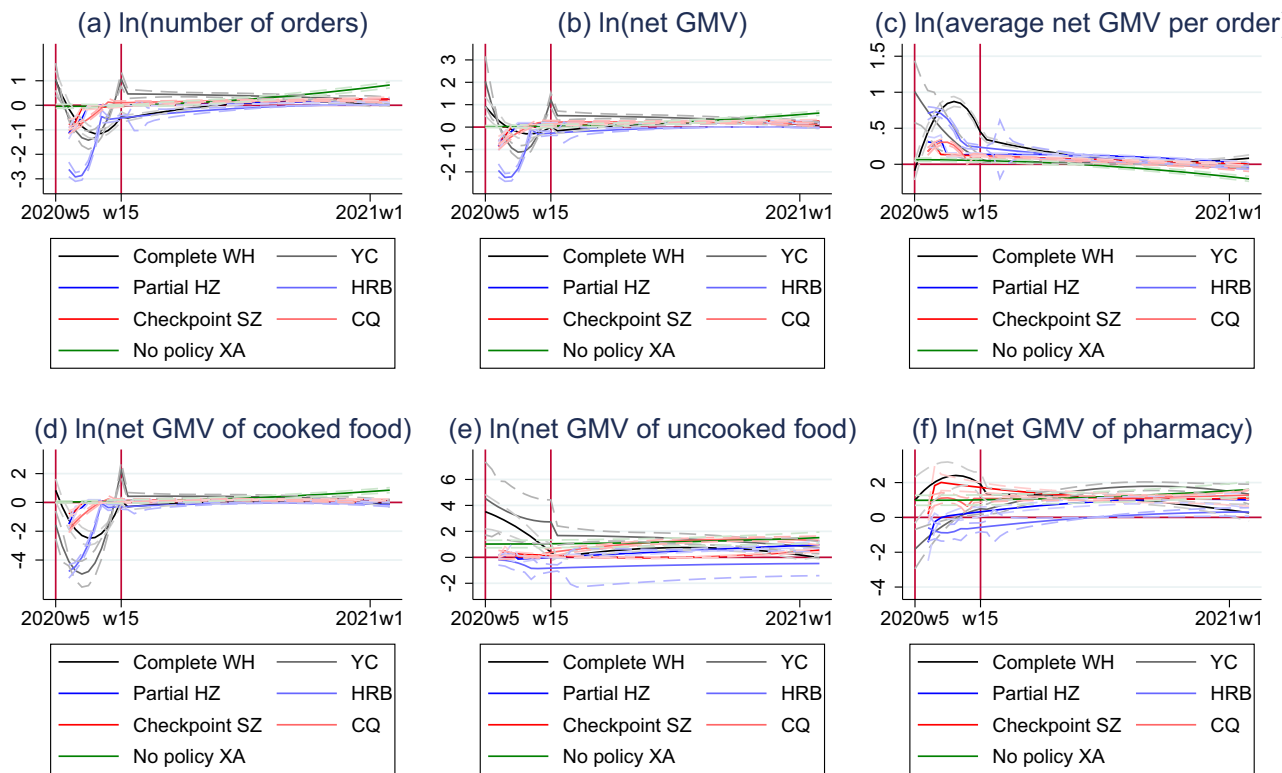 (a) ln(number of orders)
(b) ln(net GMV)
(c) ln(average net GMV per order)
1
0
-1
-2
-3
2020w5 w15 2021w1
3
2
1
0
-1
-2
2020w5 w15 2021w1
1.5
1
.5
0
2020w5 w15 2021w1
Complete WH YC
Partial HZ HRB
Checkpoint SZ CQ
No policy XA
Complete WH YC
Partial HZ HRB
Checkpoint SZ CQ
No policy XA
Complete WH YC
Partial HZ HRB
Checkpoint SZ CQ
No policy XA
(d) ln(net GMV of cooked food)
(e) ln(net GMV of uncooked food)
(f) ln(net GMV of pharmacy)
2
0
-2
-4
2020w5 w15 2021w1
6
4
2
0
-2
2020w5 w15 2021w1
4
2
0
-2
-4
2020w5 w15 2021w1
Complete WH YC
Partial HZ HRB
Checkpoint SZ CQ
No policy XA
Complete WH YC
Partial HZ HRB
Checkpoint SZ CQ
No policy XA
Complete WH YC
Partial HZ HRB
Checkpoint SZ CQ
No policy XA